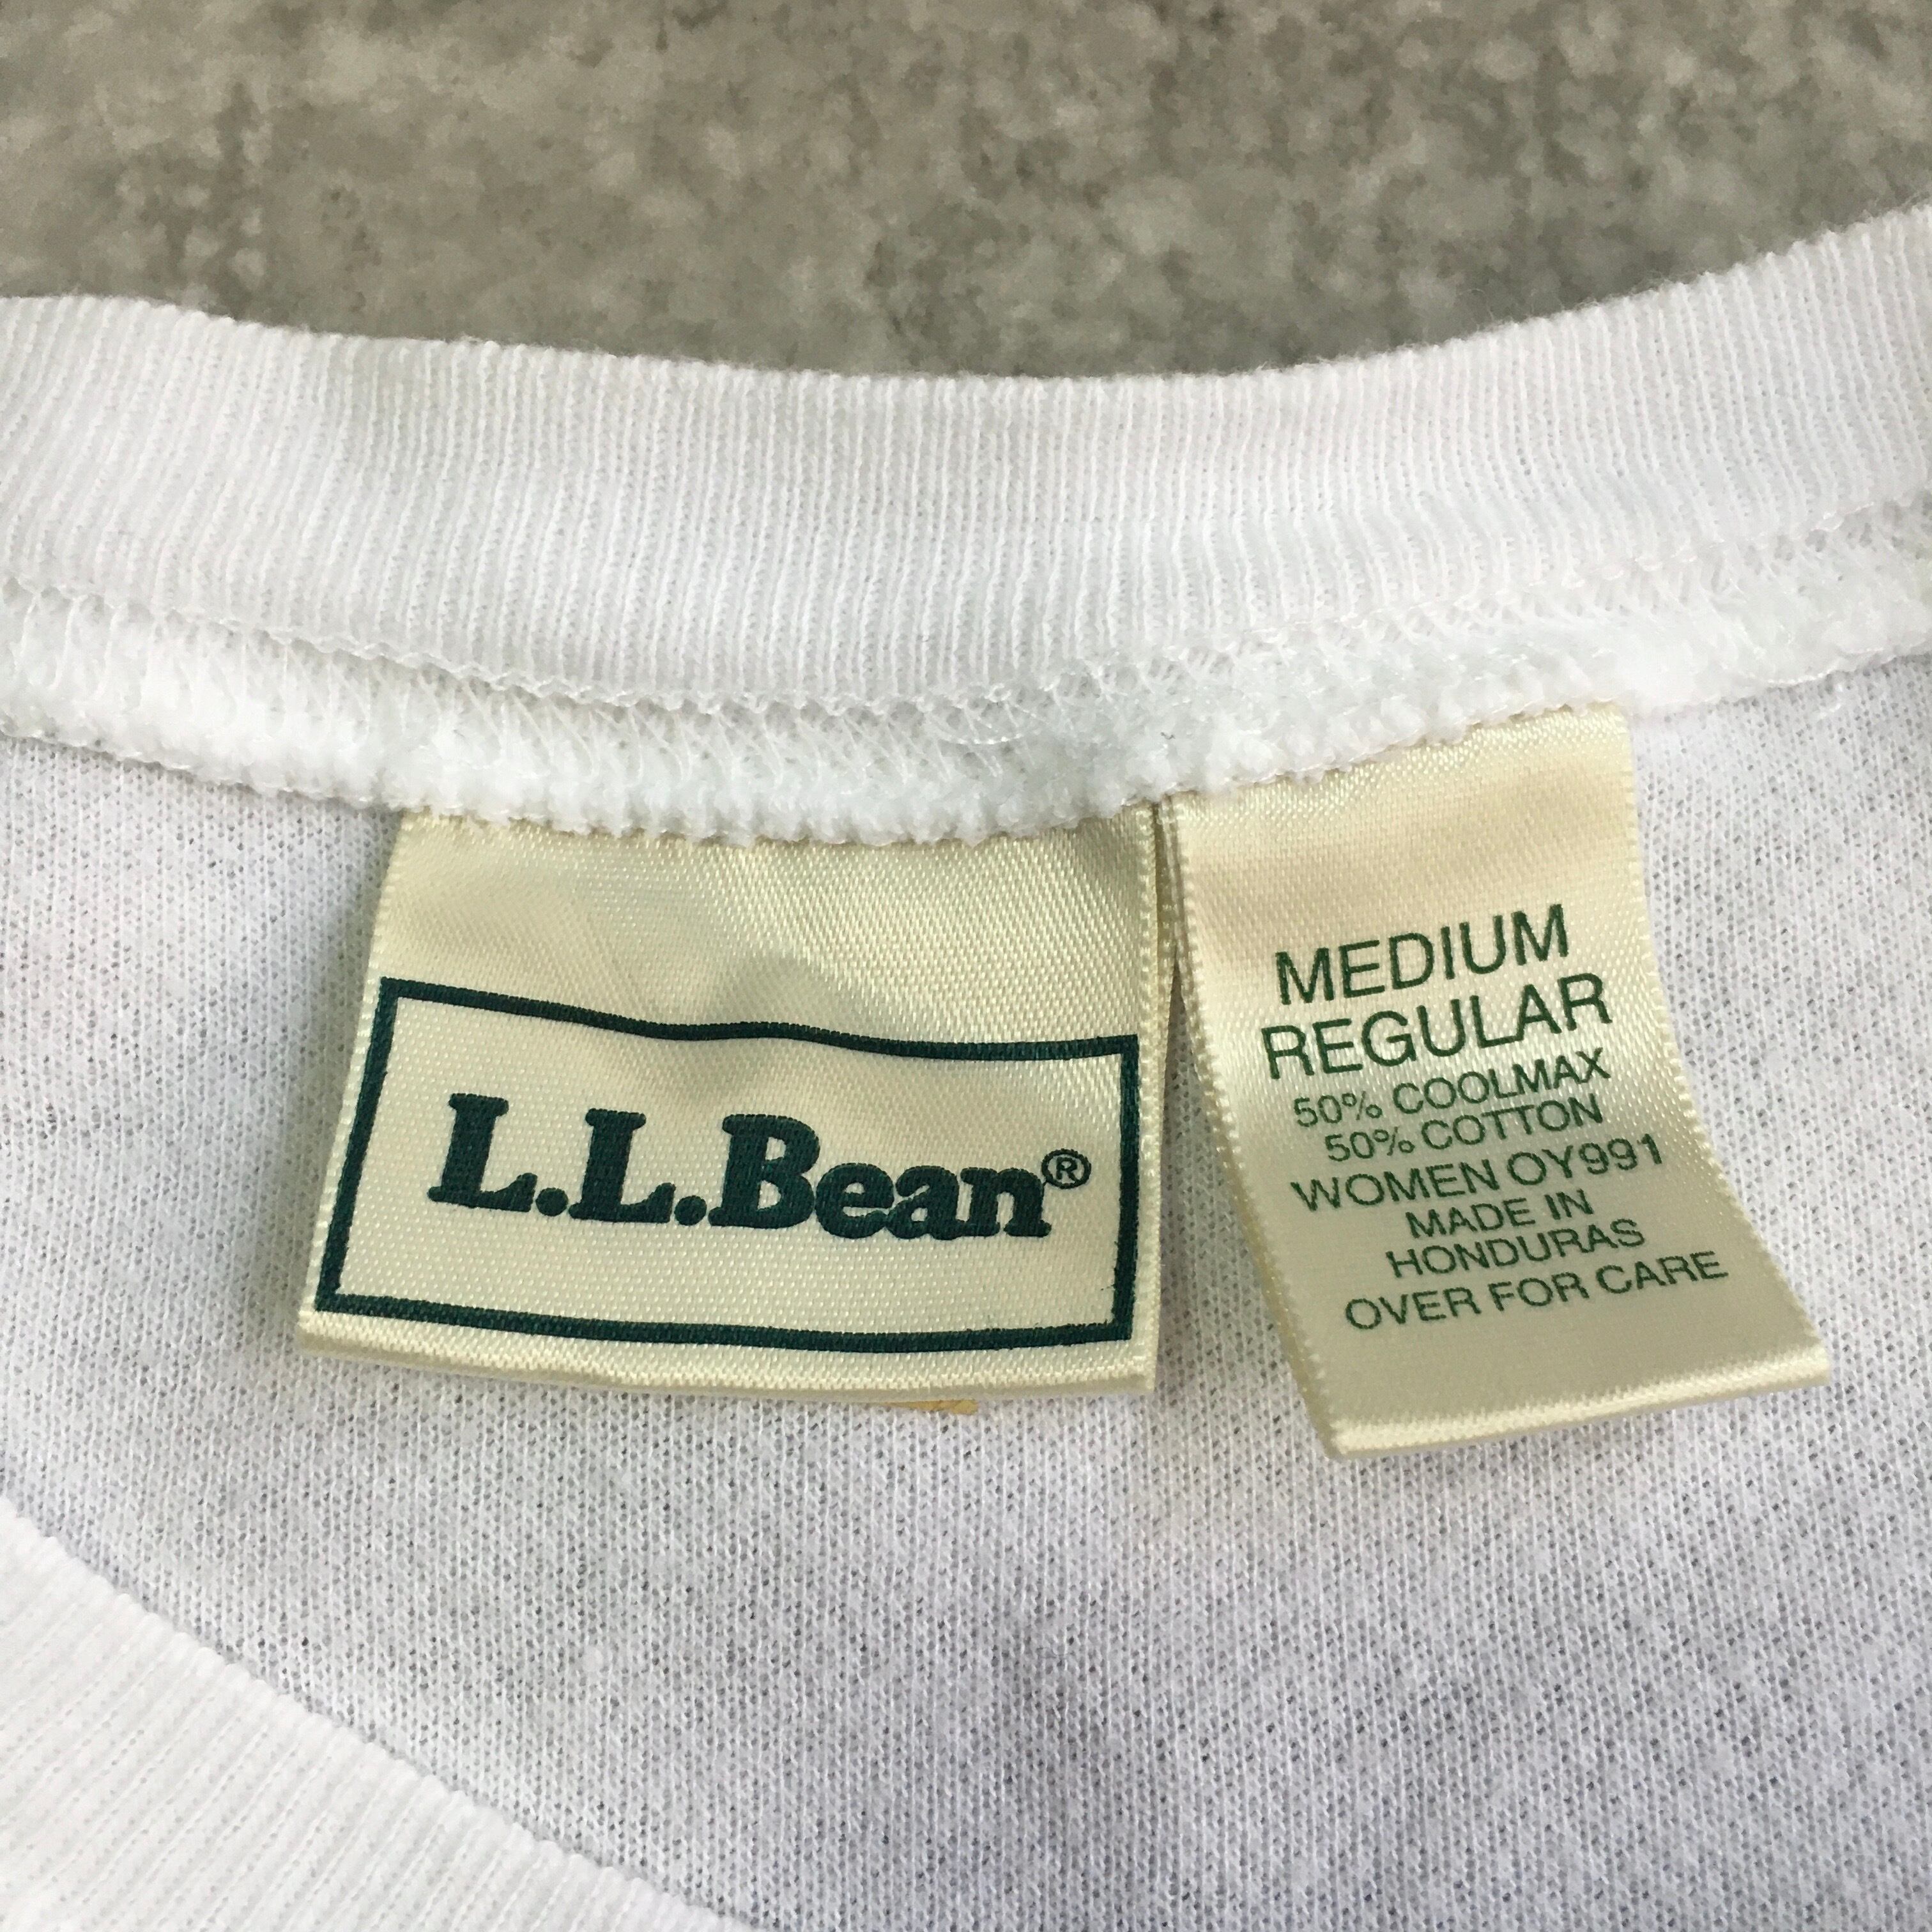 L.L.Bean®
MEDIUM
REGULAR
50% COOLMAX
50% COTTON
WOMEN OY991
MADE IN
HONDURAS
OVER FOR CARE